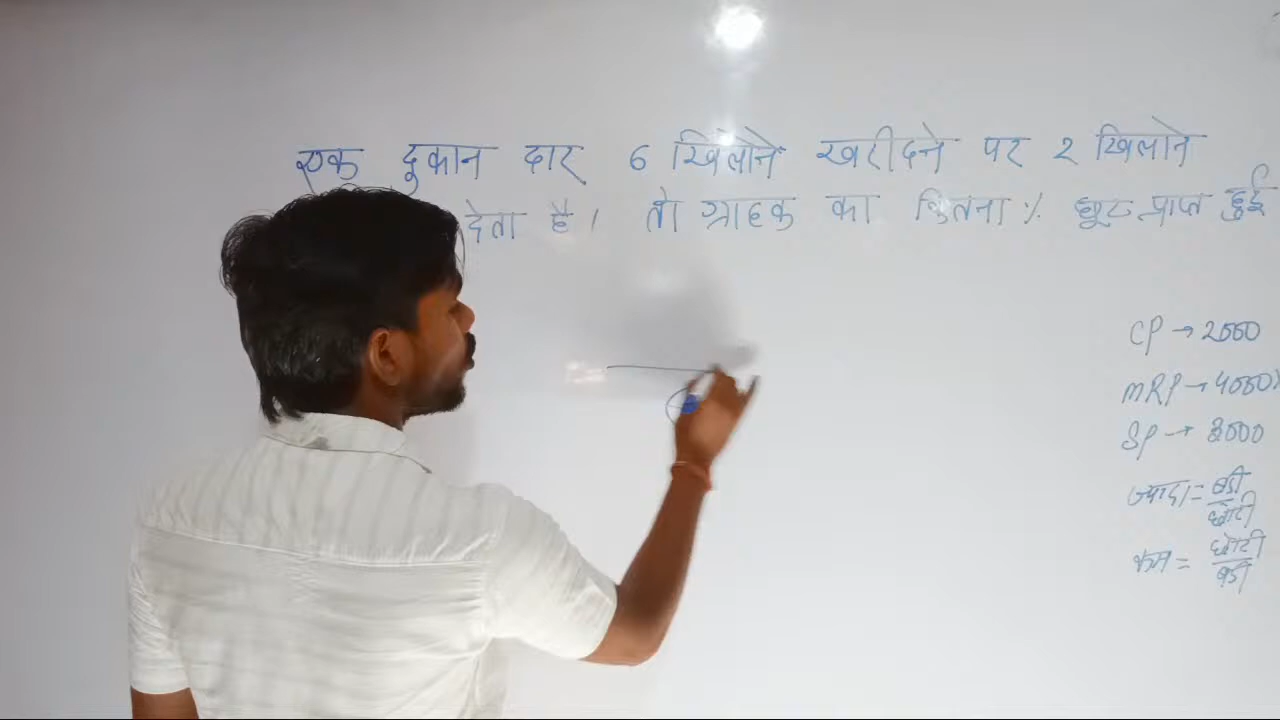 एक दुकान दार 6 खिलौने खरीदने पर 2 खिलौने
देता है। तो ग्राहक का कितना % छूट प्राप्त हुई
CP → 2000
MRP → 4000
SP → 3000
ज्यादा = बडी
छोटी
कम = छोटी
बडी